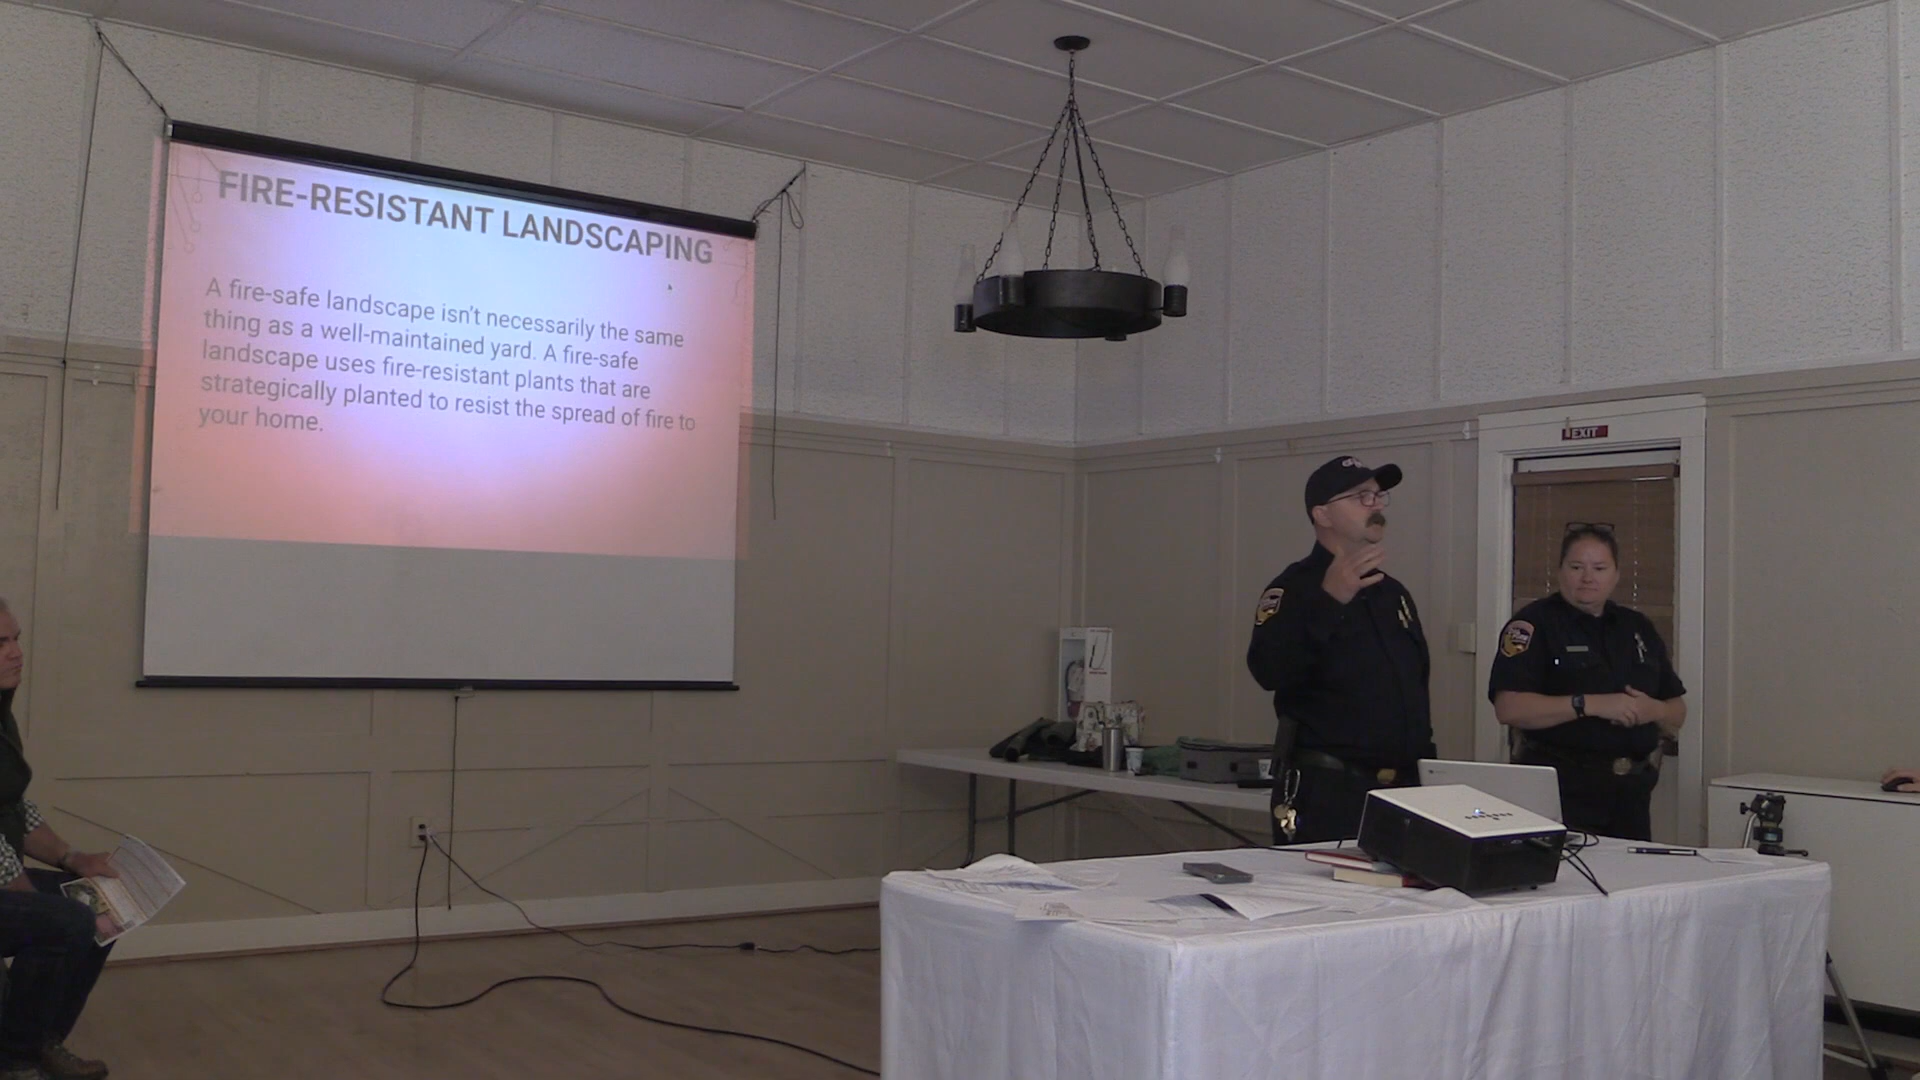 FIRE-RESISTANT LANDSCAPING
A fire-safe landscape isn't necessarily the same
thing as a well-maintained yard. A fire-safe
landscape uses fire-resistant plants that are
strategically planted to resist the spread of fire to
your home.
EXIT